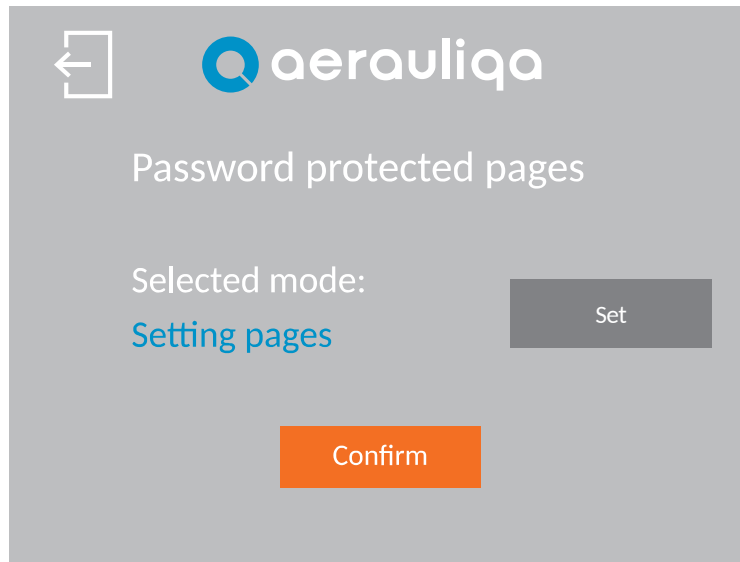 aerauliqa
Password protected pages
Selected mode:
Setting pages
Set
Confirm